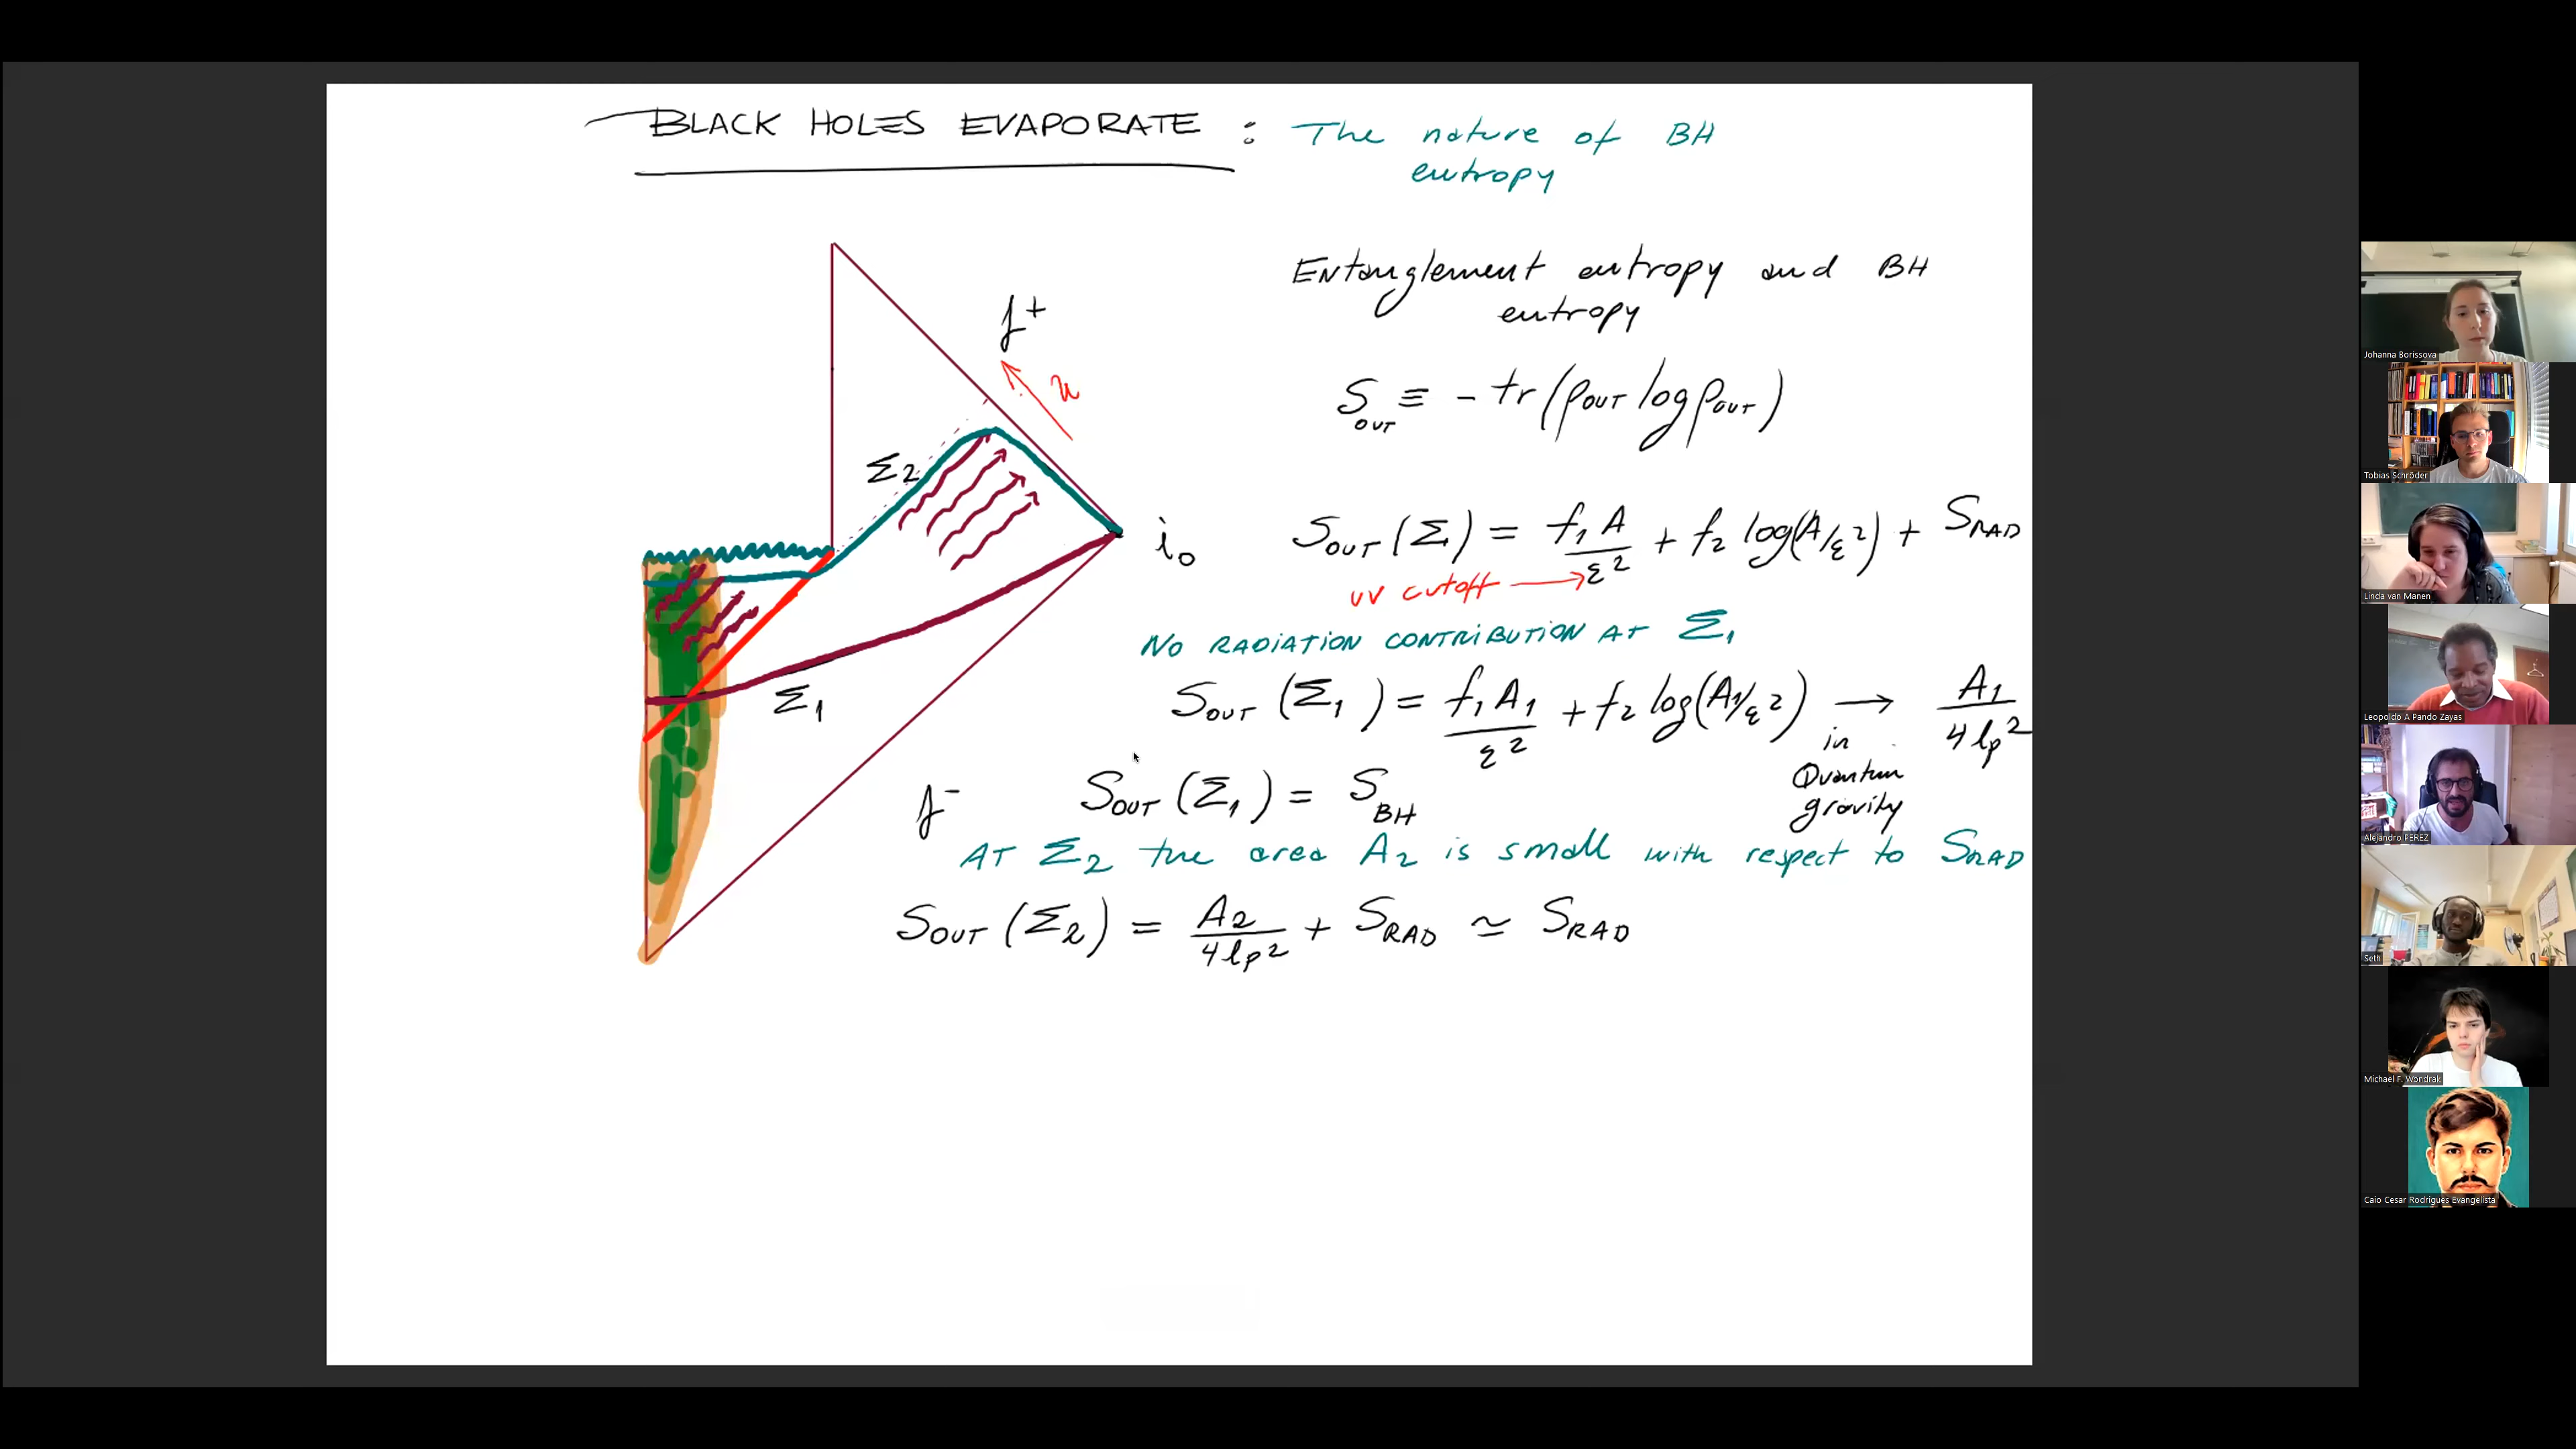 BLACK HOLES EVAPORATE : The nature of BH
entropy
Entanglement entropy and BH
entropy
S_OUT ≡ - tr(ρ_OUT log ρ_OUT)
S_OUT(Σ) = f₁A/ε² + f₂ log(A/ε²) + S_RAD
UV cutoff →
NO RADIATION CONTRIBUTION AT Σ₁
S_OUT(Σ₁) = f₁A₁/ε² + f₂ log(A₁/ε²) → A₁/4lp²
in
Quantum
gravity
S_OUT(Σ₁) = S_BH
AT Σ₂ the area A₂ is small with respect to S_RAD
S_OUT(Σ₂) = A₂/4lp² + S_RAD ≃ S_RAD
J⁺
u
Σ₂
i₀
Σ₁
J⁻
Johanna Borissova
Tobias Schröder
Linda van Manen
Leopoldo A Pando Zayas
Alejandro PEREZ
Seth
Michael F. Wondrak
Caio Cesar Rodrigues Evangelista